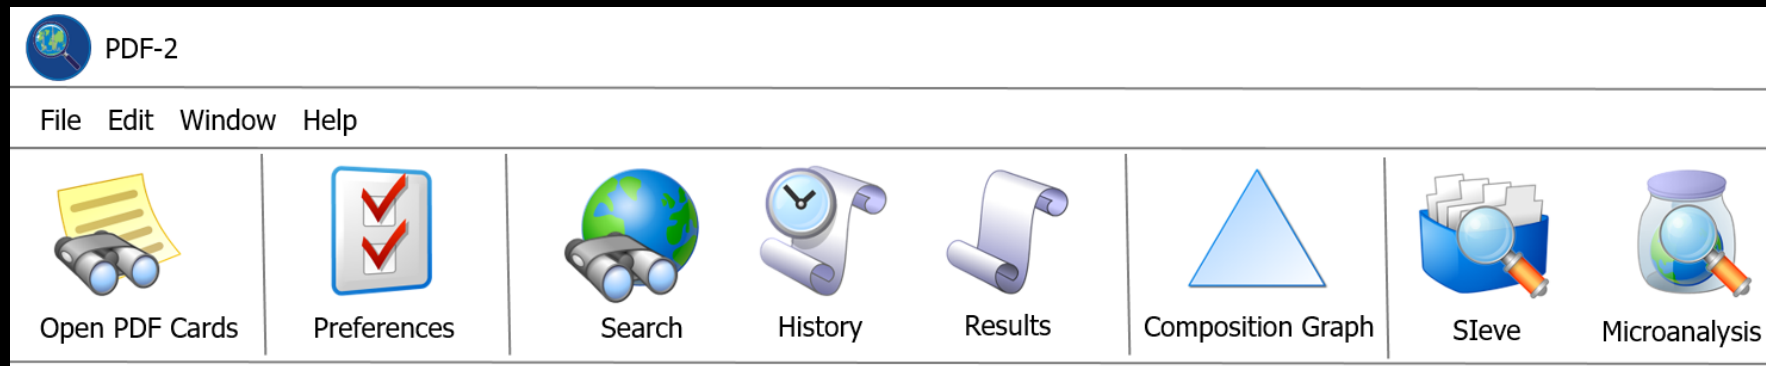 PDF-2
File Edit Window Help
Open PDF Cards Preferences Search History Results Composition Graph SIeve Microanalysis